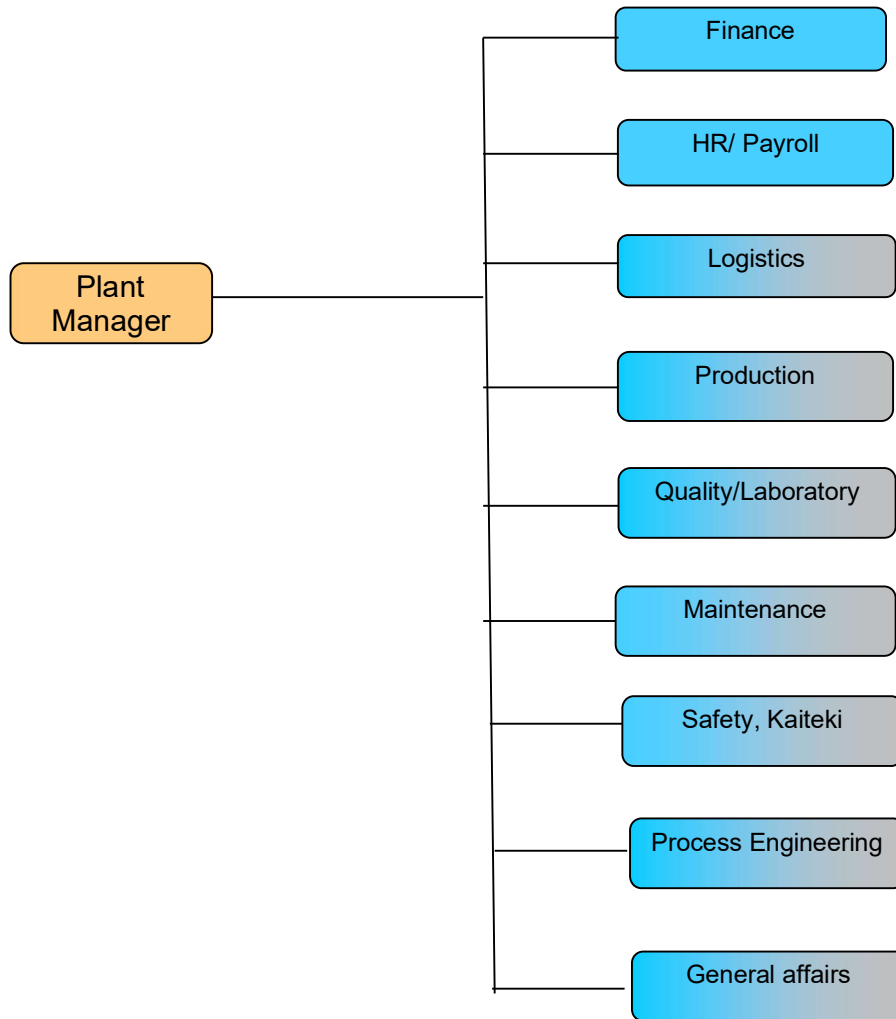 Finance
HR/ Payroll
Logistics
Plant
Manager
Production
Quality/Laboratory
Maintenance
Safety, Kaiteki
Process Engineering
General affairs